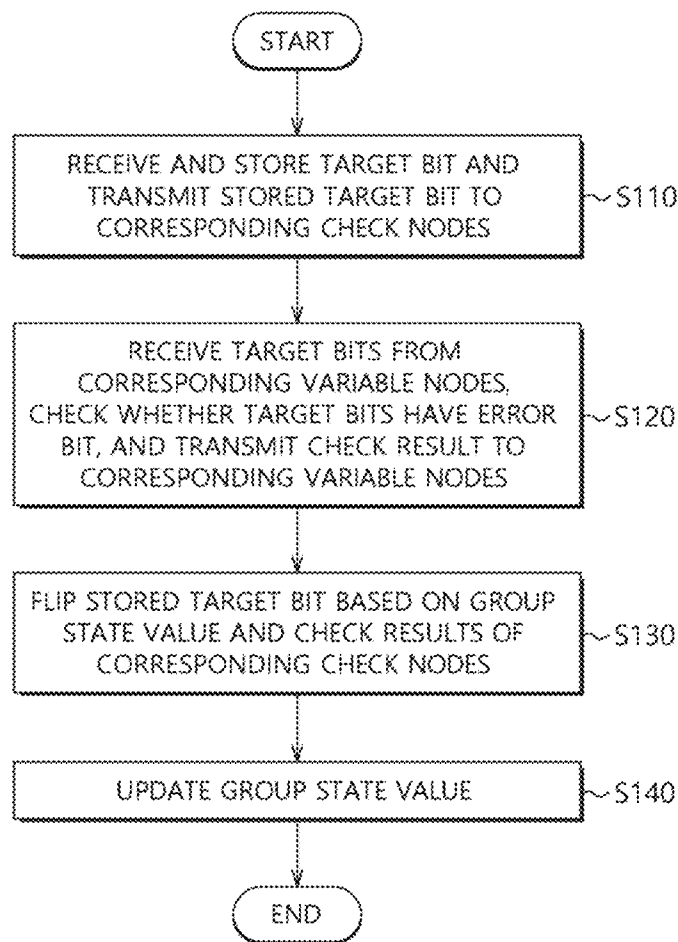 START
RECEIVE AND STORE TARGET BIT AND
TRANSMIT STORED TARGET BIT TO
CORRESPONDING CHECK NODES
S110
RECEIVE TARGET BITS FROM
CORRESPONDING VARIABLE NODES,
CHECK WHETHER TARGET BITS HAVE ERROR
BIT, AND TRANSMIT CHECK RESULT TO
CORRESPONDING VARIABLE NODES
S120
FLIP STORED TARGET BIT BASED ON GROUP
STATE VALUE AND CHECK RESULTS OF
CORRESPONDING CHECK NODES
S130
UPDATE GROUP STATE VALUE
S140
END